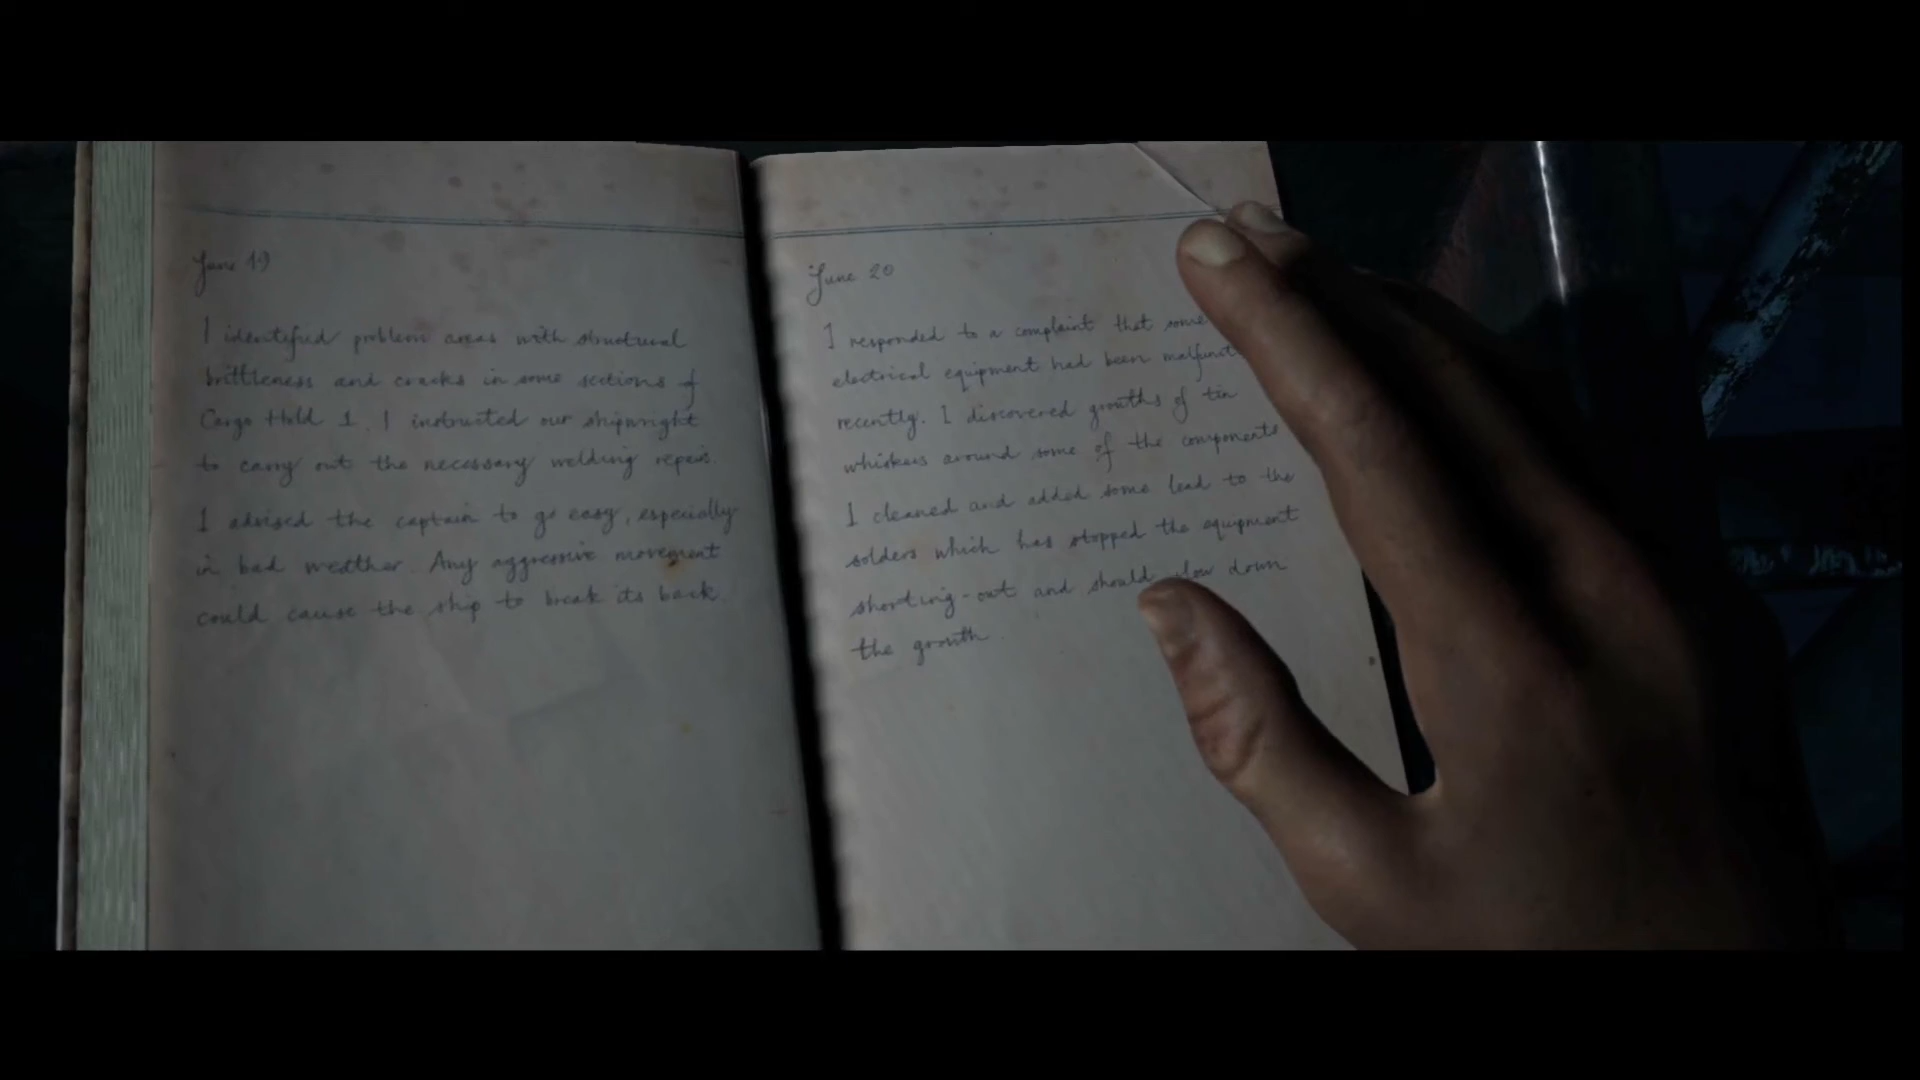 June 19
I identified problem areas with structural
brittleness and cracks in some sections of
Cargo Hold 1. I instructed our shipwright
to carry out the necessary welding repairs.
I advised the captain to go easy, especially
in bad weather. Any aggressive movement
could cause the ship to break its back.
June 20
I responded to a complaint that some
electrical equipment had been malfuncti
recently. I discovered growths of tin
whiskers around some of the components
I cleaned and added some lead to the
solders which has stopped the equipment
shorting-out and should slow down
the growth.